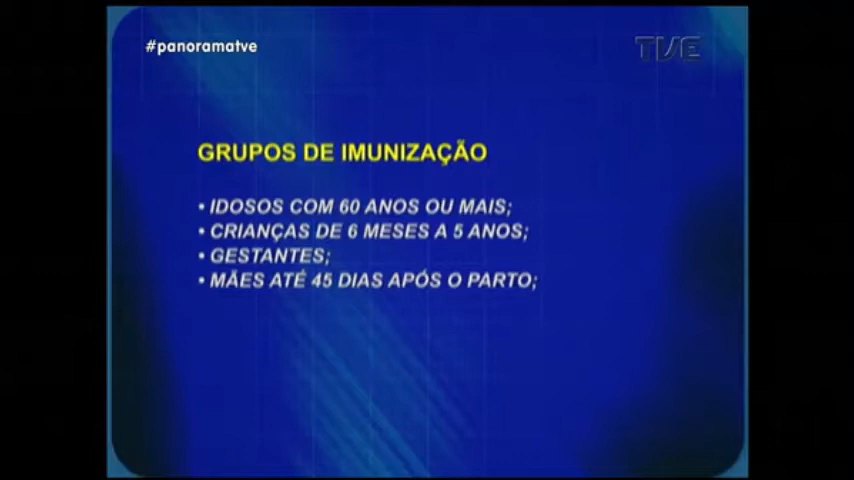 #panoramatve
TVE
GRUPOS DE IMUNIZAÇÃO
• IDOSOS COM 60 ANOS OU MAIS;
• CRIANÇAS DE 6 MESES A 5 ANOS;
• GESTANTES;
• MÃES ATÉ 45 DIAS APÓS O PARTO;